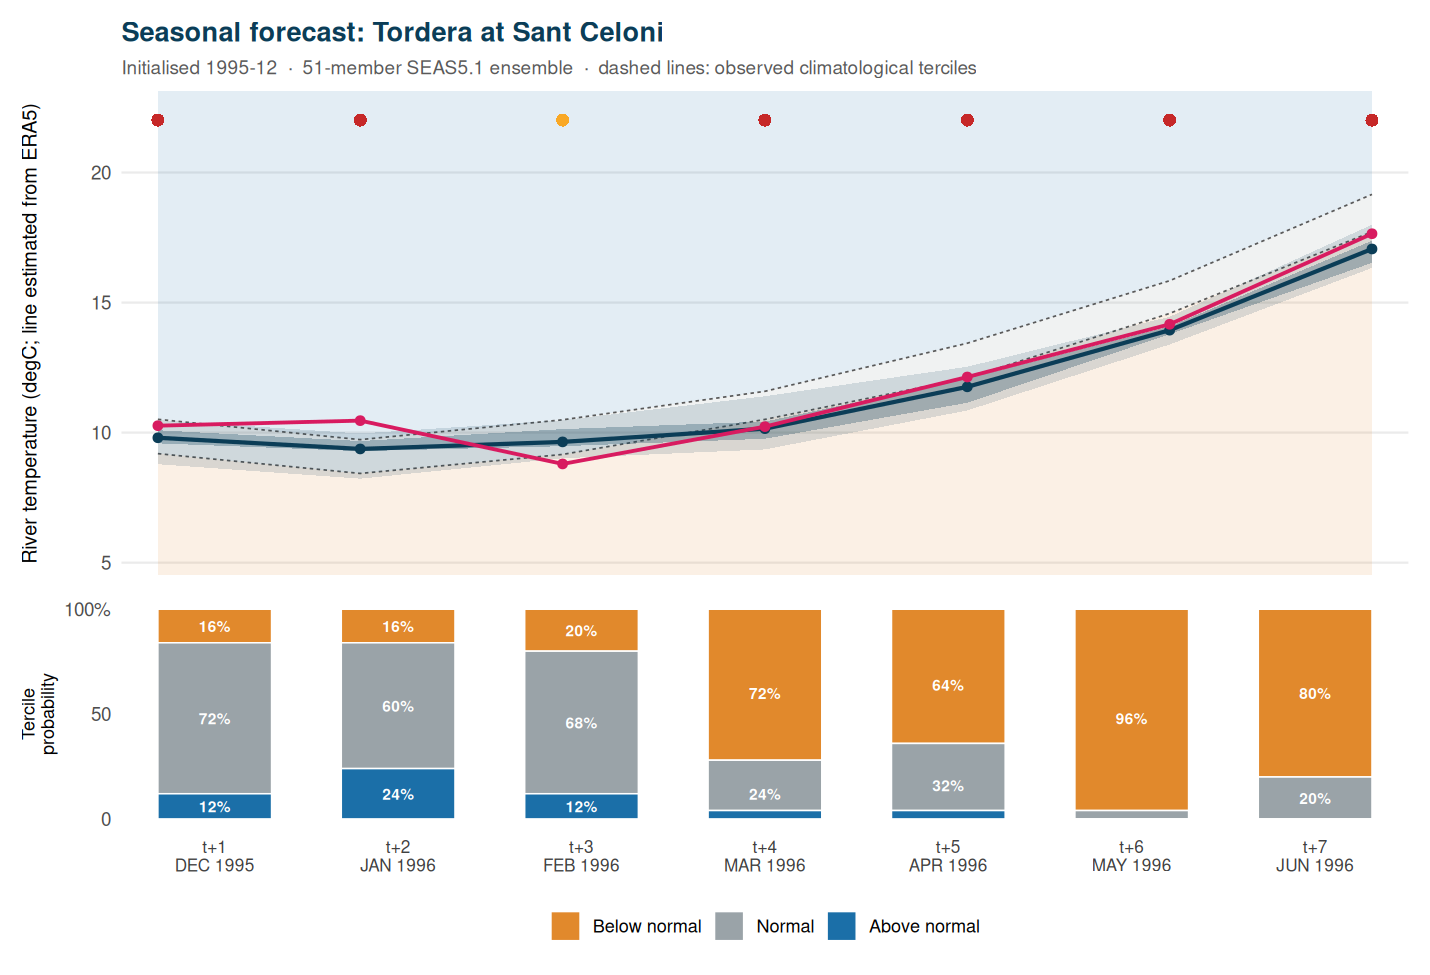 Seasonal forecast: Tordera at Sant Celoni
Initialised 1995-12 · 51-member SEAS5.1 ensemble · dashed lines: observed climatological terciles
River temperature (degC; line estimated from ERA5)
20
15
10
5
Tercile
probability
100%
50
0
16% 16% 20% 72% 64% 96% 80%
72% 60% 68% 24% 32% 20%
12% 24% 12%
t+1 t+2 t+3 t+4 t+5 t+6 t+7
DEC 1995 JAN 1996 FEB 1996 MAR 1996 APR 1996 MAY 1996 JUN 1996
Below normal Normal Above normal